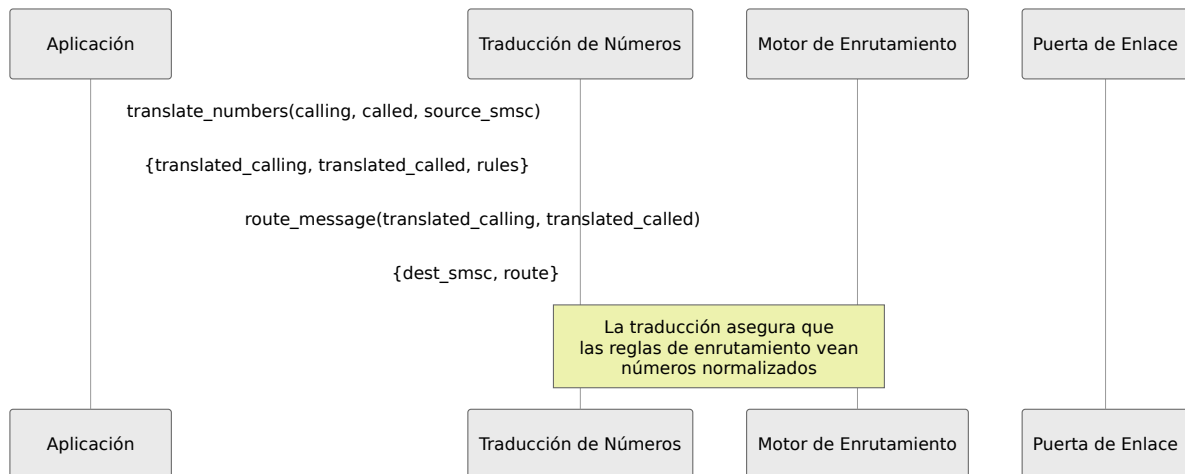 Aplicación
Traducción de Números
Motor de Enrutamiento
Puerta de Enlace
translate_numbers(calling, called, source_smsc)
{translated_calling, translated_called, rules}
route_message(translated_calling, translated_called)
{dest_smsc, route}
La traducción asegura que
las reglas de enrutamiento vean
números normalizados
Aplicación
Traducción de Números
Motor de Enrutamiento
Puerta de Enlace